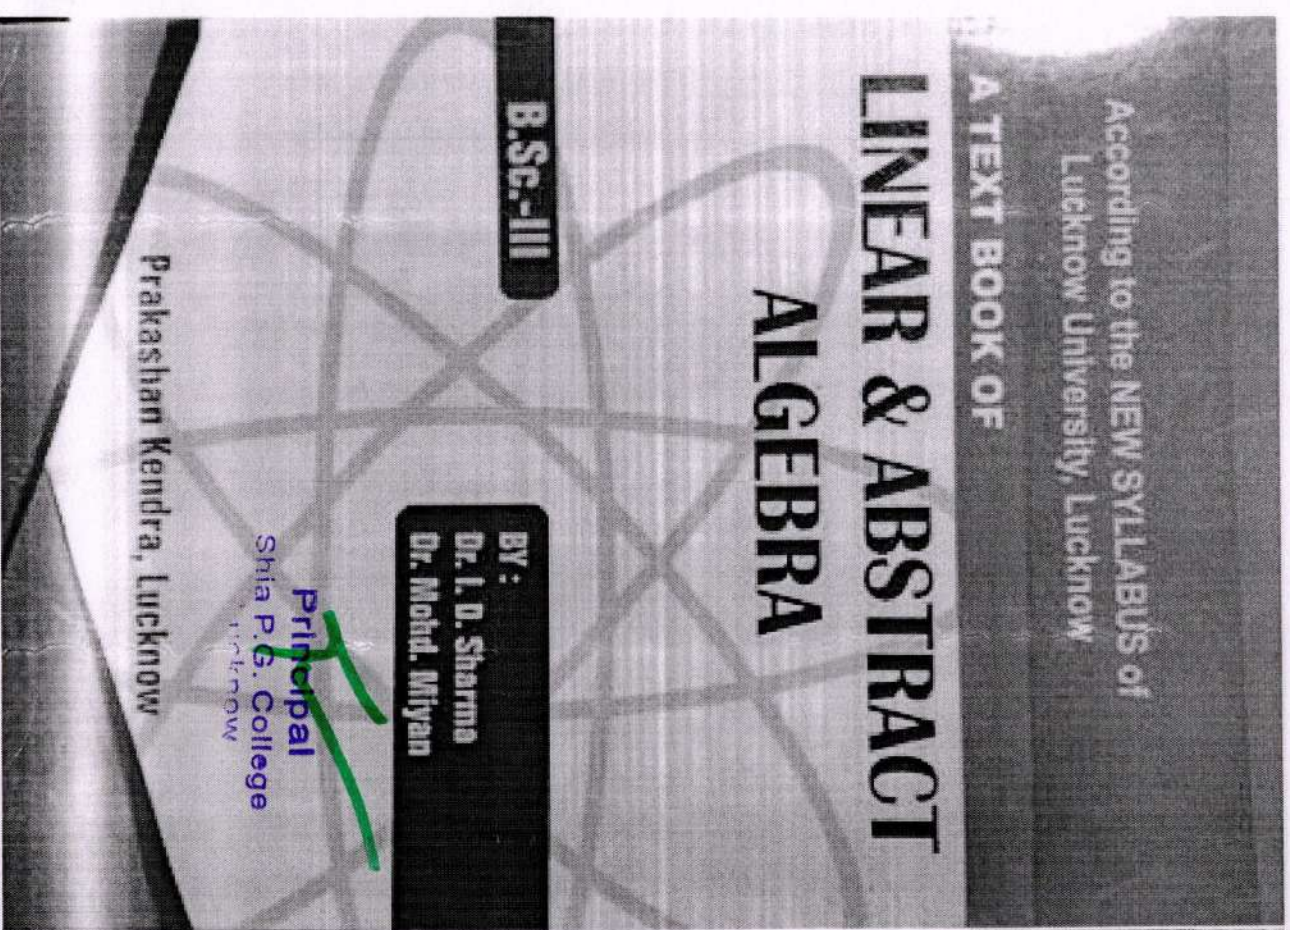 According to the NEW SYLLABUS of
Lucknow University, Lucknow
A TEXT BOOK OF
LINEAR & ABSTRACT
ALGEBRA
B.Sc.-III
BY :
Dr. I. D. Sharma
Dr. Mohd. Miyan
Principal
Shia P.G. College
Prakashan Kendra, Lucknow